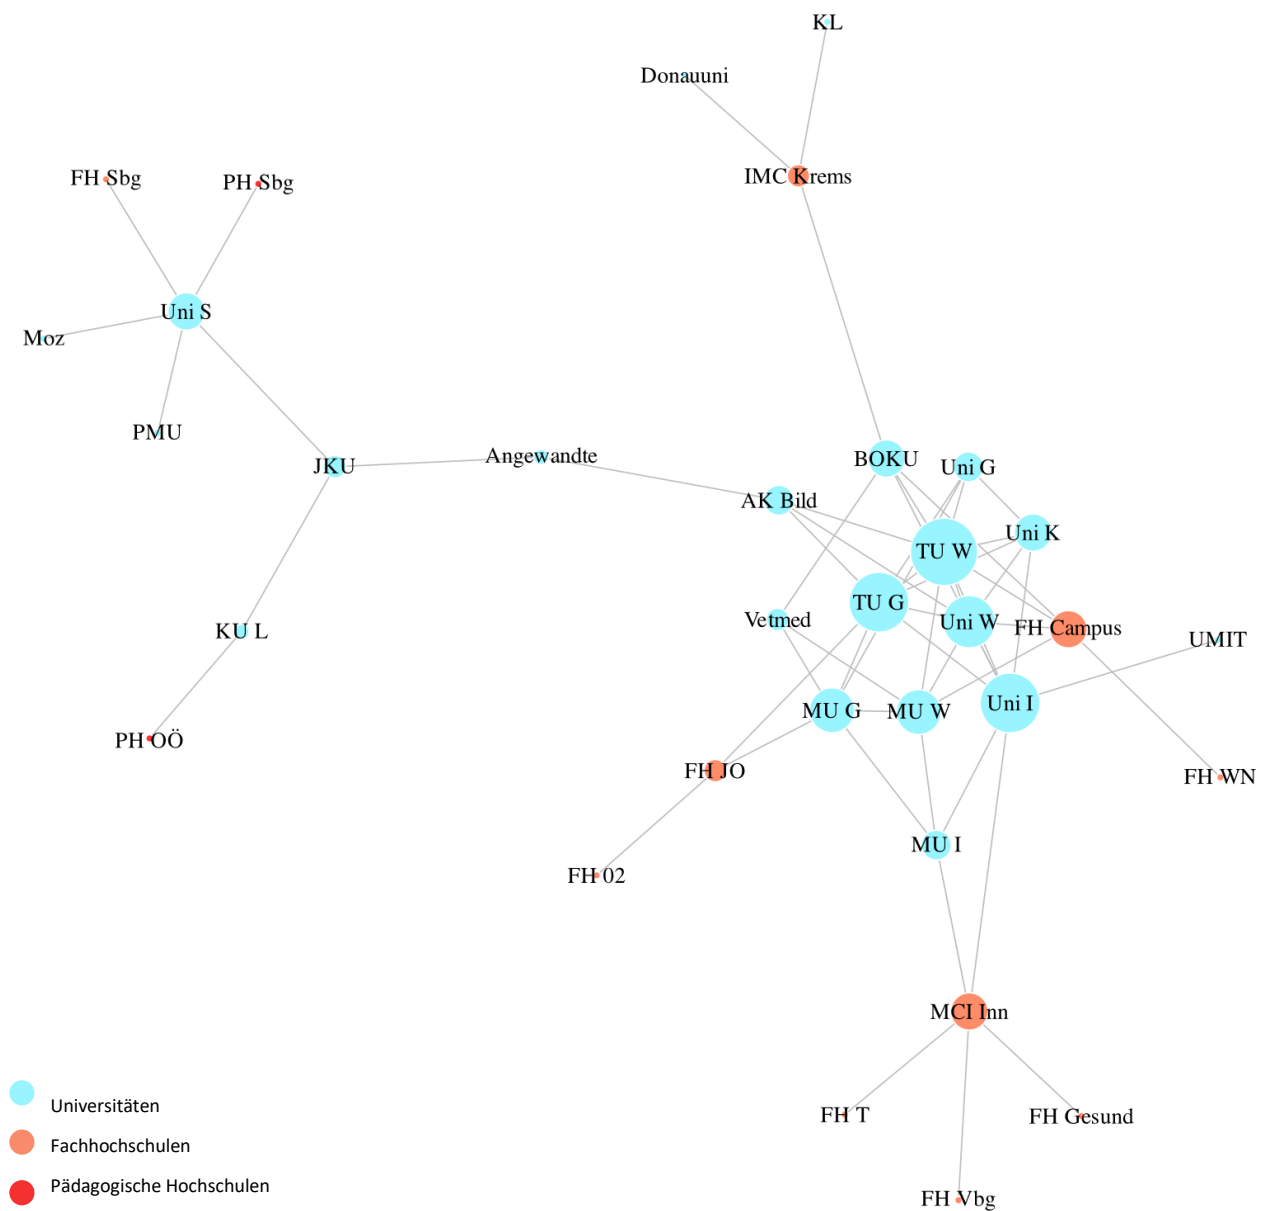 KL
Donauuni
IMC Krems
FH Sbg
PH Sbg
Uni S
Moz
PMU
JKU
Angewandte
BOKU
Uni G
AK Bild
Uni K
TU W
TU G
Vetmed
Uni W
FH Campus
KU L
UMIT
MU G
MU W
Uni I
PH OÖ
FH JO
FH WN
MU I
FH 02
MCI Inn
FH T
FH Gesund
FH Vbg
Universitäten
Fachhochschulen
Pädagogische Hochschulen